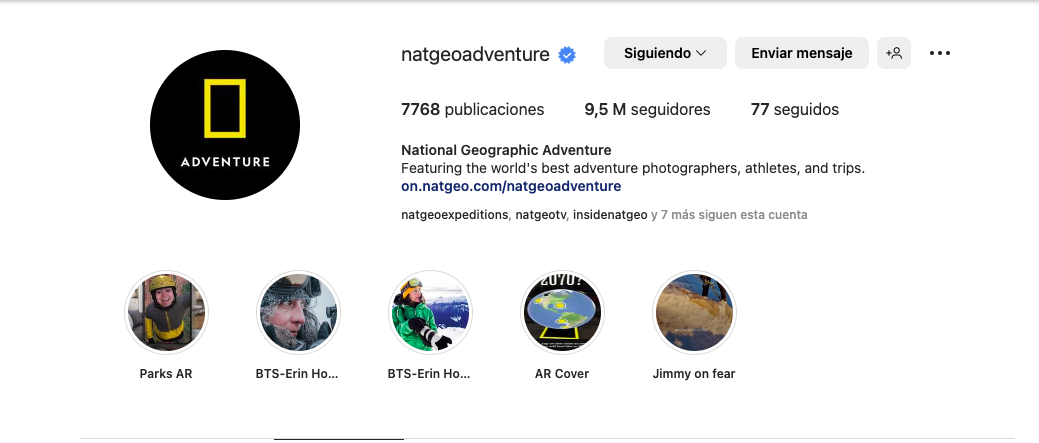 natgeoadventure
Siguiendo
Enviar mensaje
ADVENTURE
7768 publicaciones
9,5 M seguidores
77 seguidos
National Geographic Adventure
Featuring the world's best adventure photographers, athletes, and trips.
on.natgeo.com/natgeoadventure
natgeoexpeditions, natgeotv, insidenatgeo y 7 más siguen esta cuenta
2070?
Parks AR
BTS-Erin Ho...
BTS-Erin Ho...
AR Cover
Jimmy on fear